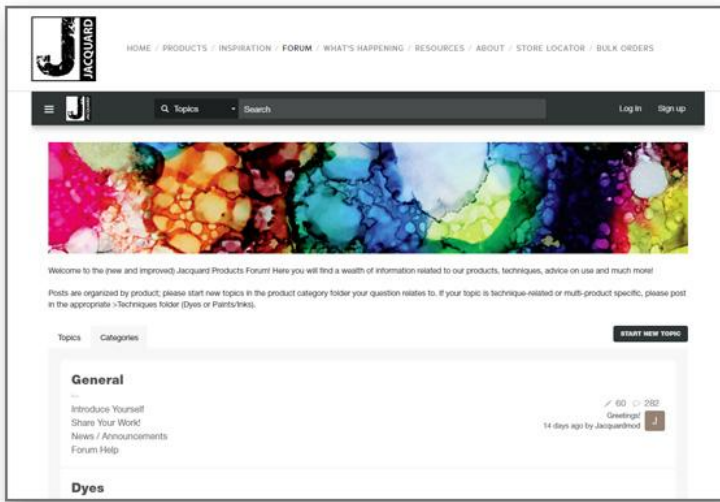 J JACQUARD
HOME / PRODUCTS / INSPIRATION / FORUM / WHAT'S HAPPENING / RESOURCES / ABOUT / STORE LOCATOR / BULK ORDERS
J Topics Search Log In Sign up
Welcome to the (new and improved) Jacquard Products Forum! Here you will find a wealth of information related to our products, techniques, advice on use and much more!
Posts are organized by product; please start new topics in the product category folder your question relates to. If your topic is technique-related or multi-product specific, please post
in the appropriate >Techniques folder (Dyes or Paints/Inks).
Topics Categories START NEW TOPIC
General
Introduce Yourself
Share Your Work!
News / Announcements
Forum Help
60 282
Greetings!
14 days ago by Jacquardmod J
Dyes